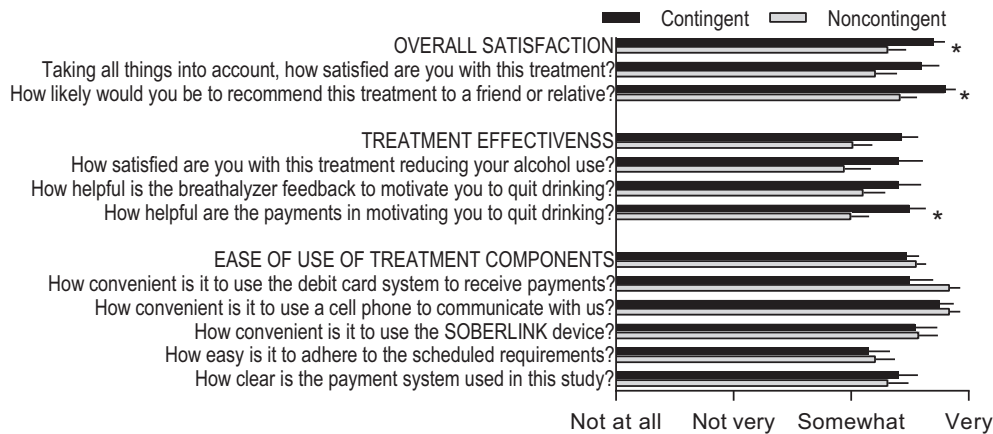 Contingent Noncontingent
OVERALL SATISFACTION *
Taking all things into account, how satisfied are you with this treatment?
How likely would you be to recommend this treatment to a friend or relative? *
TREATMENT EFFECTIVENSS
How satisfied are you with this treatment reducing your alcohol use?
How helpful is the breathalyzer feedback to motivate you to quit drinking?
How helpful are the payments in motivating you to quit drinking? *
EASE OF USE OF TREATMENT COMPONENTS
How convenient is it to use the debit card system to receive payments?
How convenient is it to use a cell phone to communicate with us?
How convenient is it to use the SOBERLINK device?
How easy is it to adhere to the scheduled requirements?
How clear is the payment system used in this study?
Not at all Not very Somewhat Very